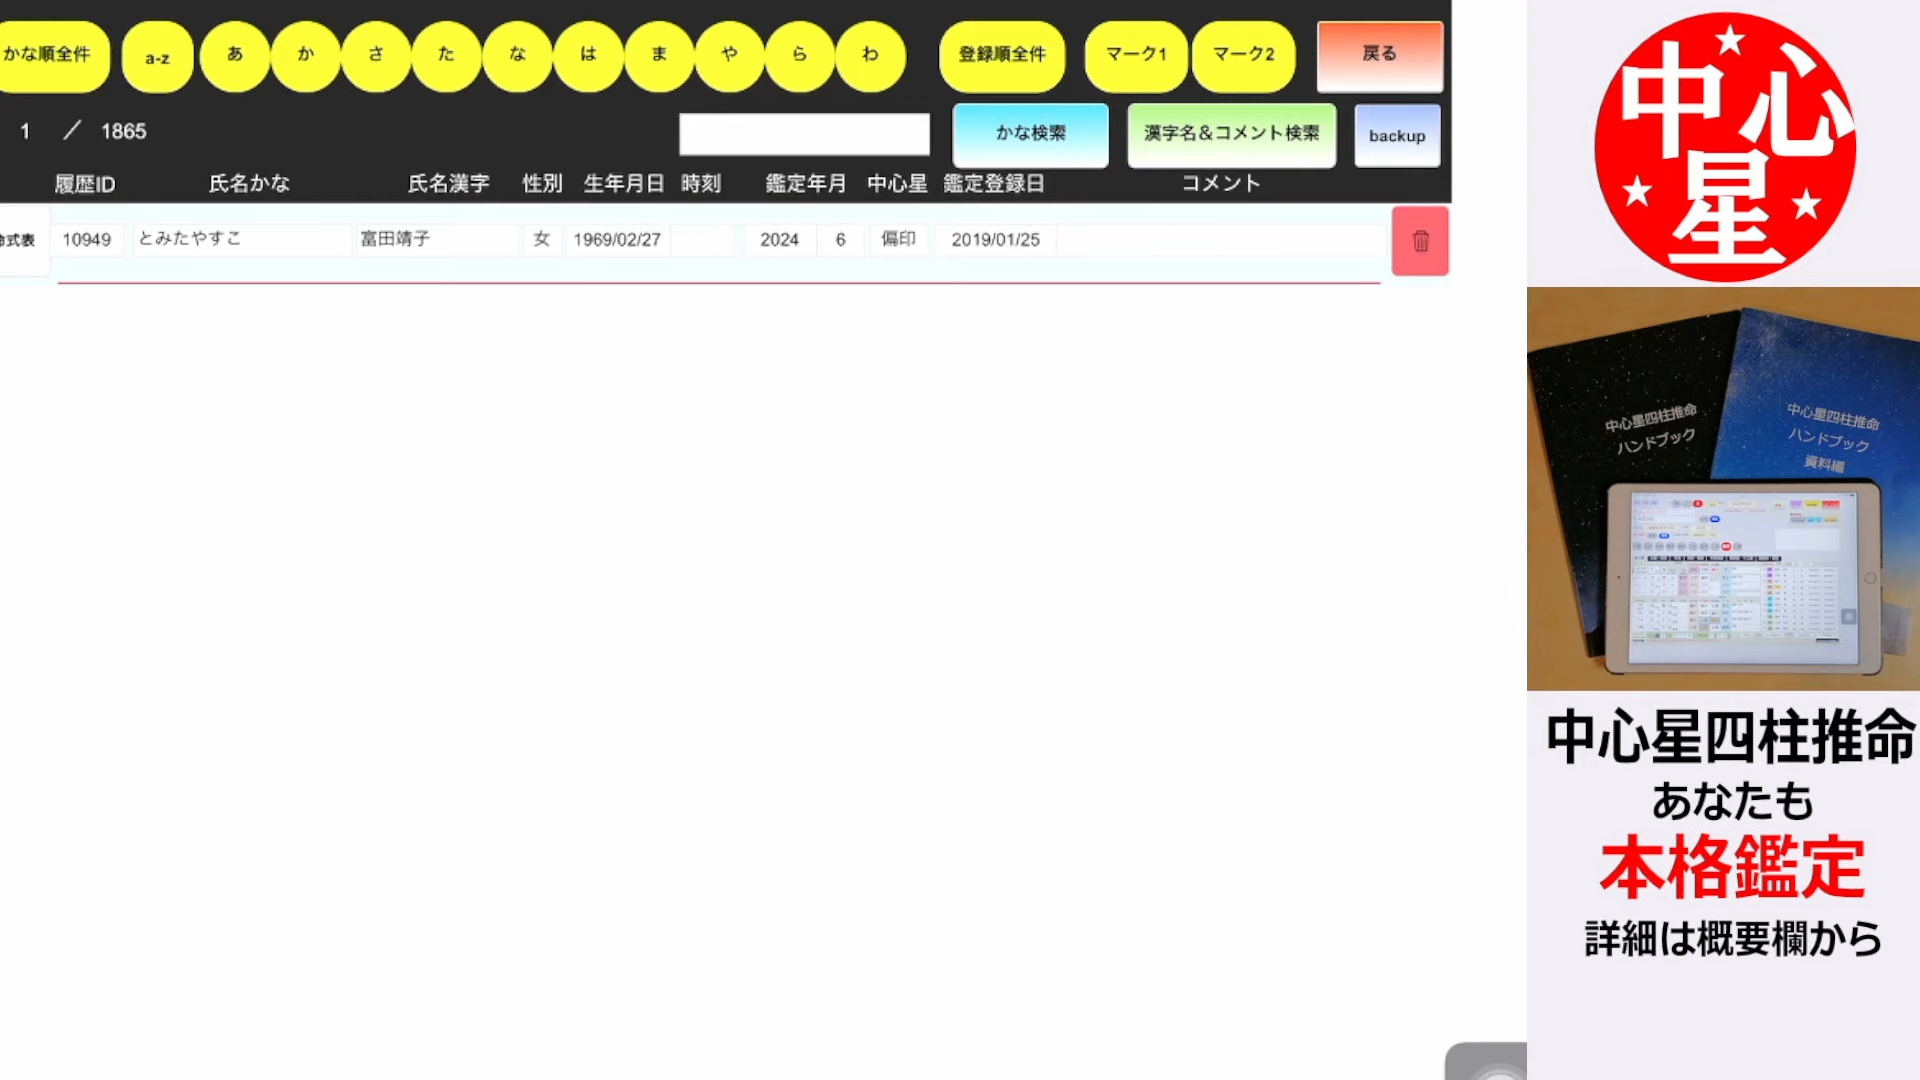 かな順全件 a-z あ か さ た な は ま や ら わ 登録順全件 マーク1 マーク2 戻る
1 / 1865 かな検索 漢字名&コメント検索 backup
履歴ID 氏名かな 氏名漢字 性別 生年月日 時刻 鑑定年月 中心星 鑑定登録日 コメント
命式表 10949 とみたやすこ 富田靖子 女 1969/02/27 2024 6 偏印 2019/01/25
中心
星
中心星四柱推命
ハンドブック
中心星四柱推命
ハンドブック
資料編
中心星四柱推命
あなたも
本格鑑定
詳細は概要欄から